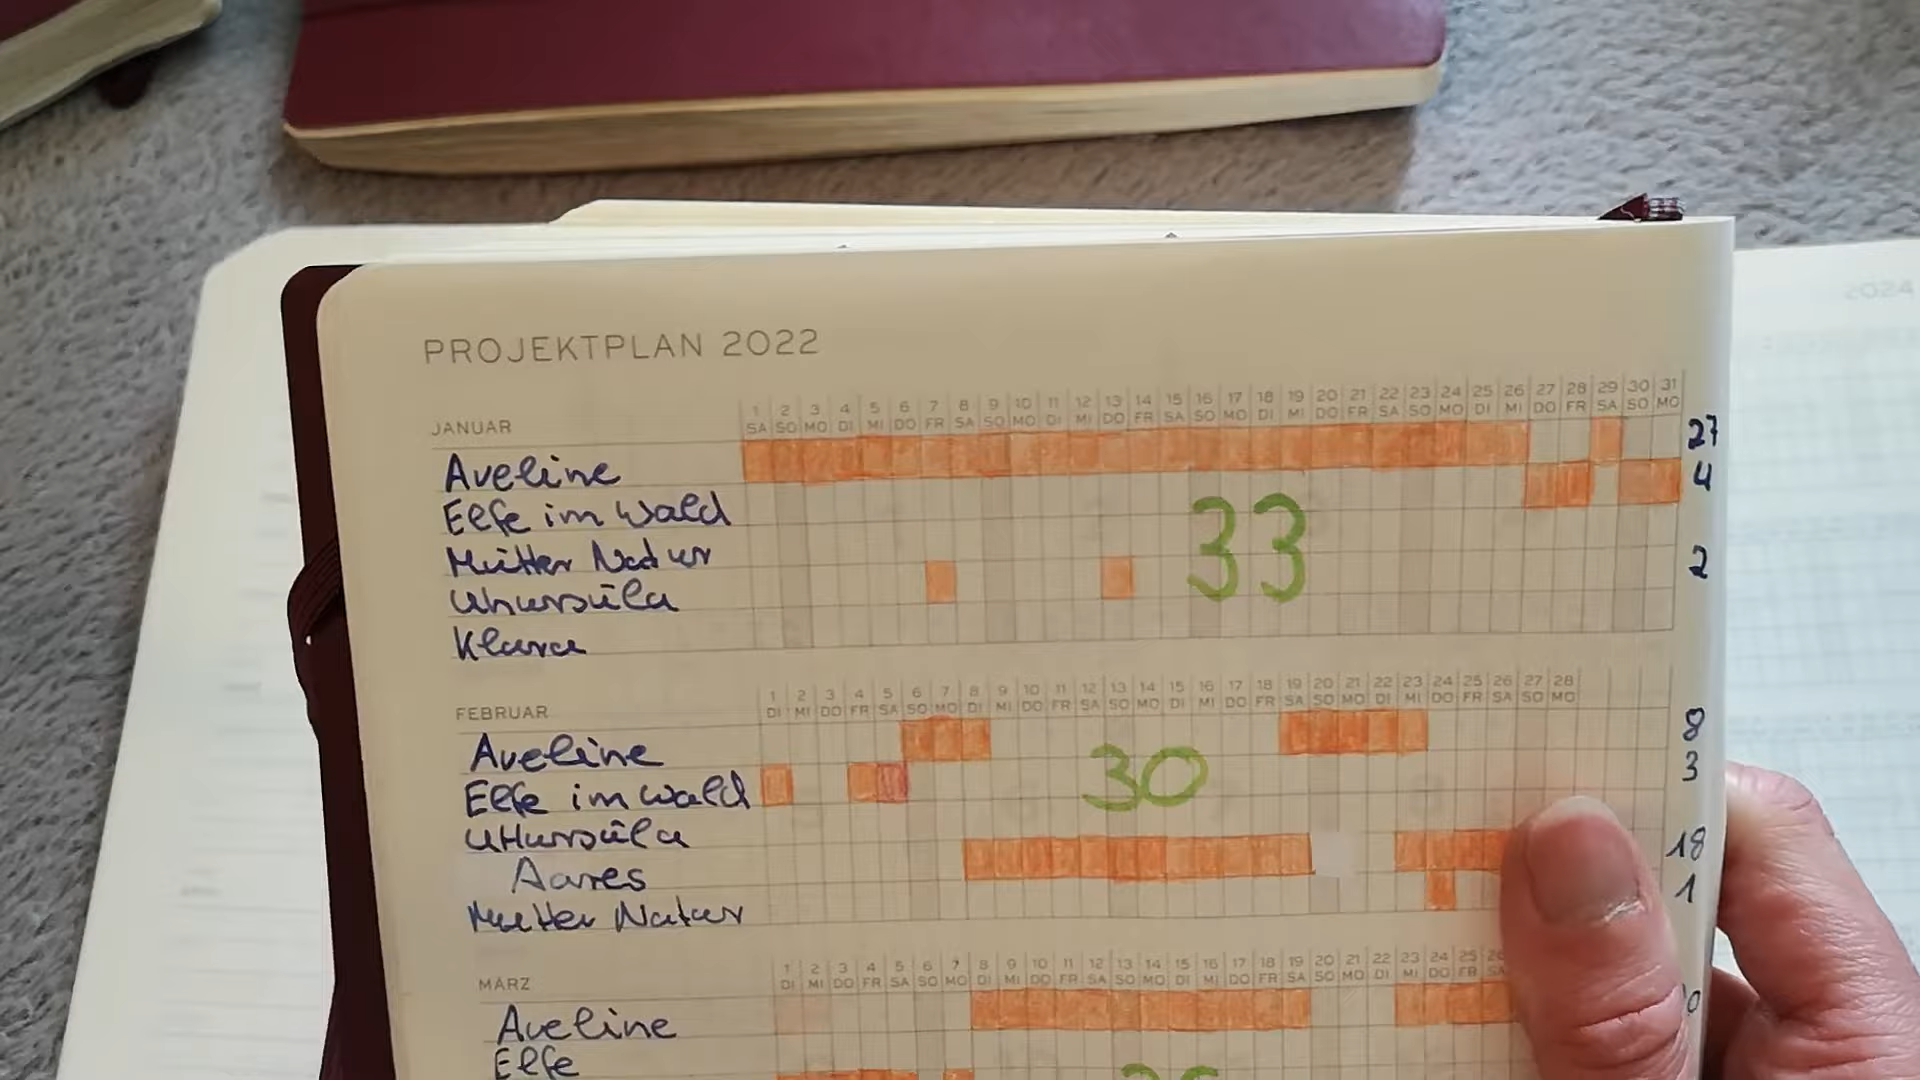 2024
PROJEKTPLAN 2022
JANUAR 1 2 3 4 5 6 7 8 9 10 11 12 13 14 15 16 17 18 19 20 21 22 23 24 25 26 27 28 29 30 31
SA SO MO DI MI DO FR SA SO MO DI MI DO FR SA SO MO DI MI DO FR SA SO MO DI MI DO FR SA SO MO
Aveline 27
Elfe im Wald 4
33
Mutter Natur
Uhursula 2
Klara
FEBRUAR 1 2 3 4 5 6 7 8 9 10 11 12 13 14 15 16 17 18 19 20 21 22 23 24 25 26 27 28
DI MI DO FR SA SO MO DI MI DO FR SA SO MO DI MI DO FR SA SO MO DI MI DO FR SA SO MO
Aveline 8
Elfe im Wald 30 3
UHursula 18
Aares 1
Mutter Natur
MÄRZ 1 2 3 4 5 6 7 8 9 10 11 12 13 14 15 16 17 18 19 20 21 22 23 24 25 26
DI MI DO FR SA SO MO DI MI DO FR SA SO MO DI MI DO FR SA SO MO DI MI DO FR SA
Aveline
Elfe